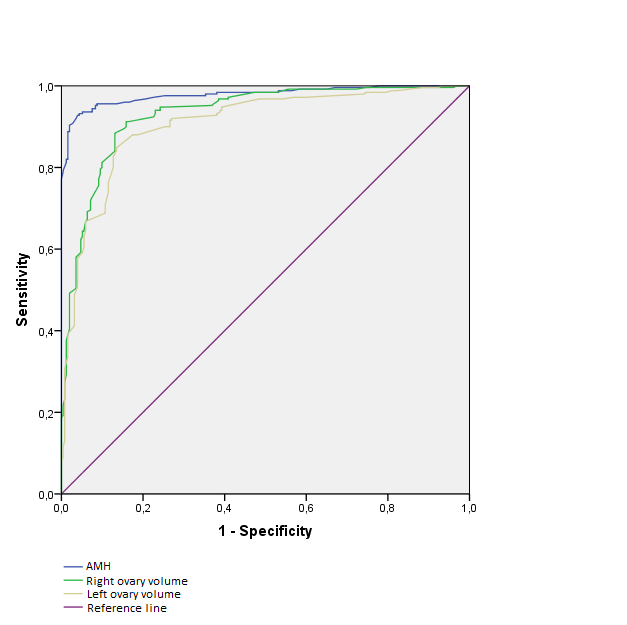 1,0
0,8
0,6
0,4
0,2
0,0
Sensitivity
0,0 0,2 0,4 0,6 0,8 1,0
1 - Specificity
AMH
Right ovary volume
Left ovary volume
Reference line